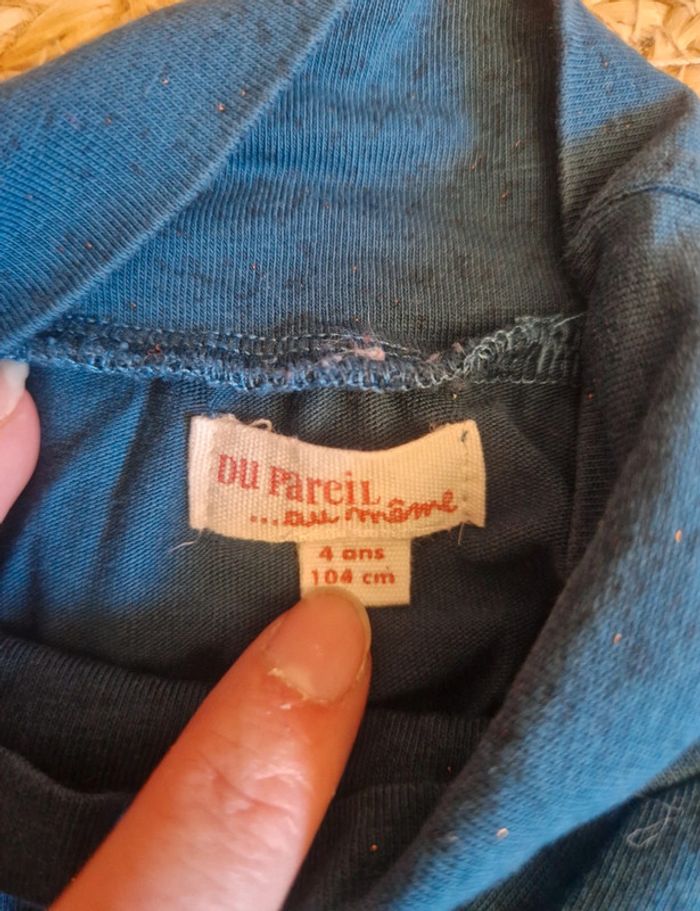 DU PareiL
...au même
4 ans
104 cm